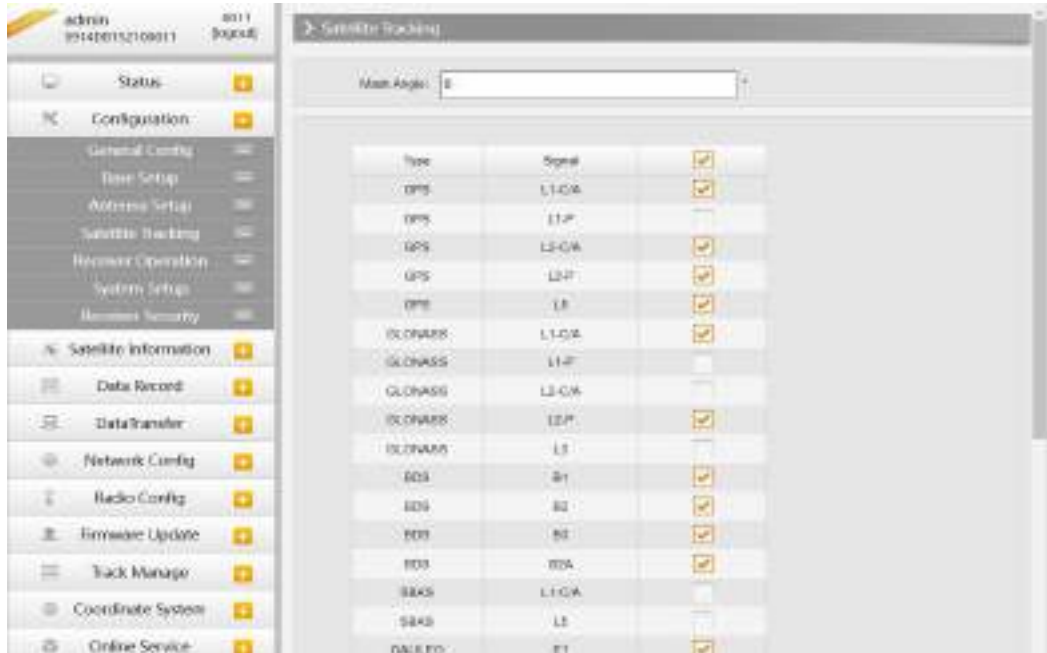 admin
[logout]
Status
Configuration
General Config
Base Setup
Antenna Setup
Satellite Tracking
Receiver Operation
System Setup
Receiver Security
Satellite Information
Data Record
DataTransfer
Network Config
Radio Config
Firmware Update
Track Manage
Coordinate System
Online Service
Satellite Tracking
Mask Angle:
Type Signal
GPS L1-C/A
GPS L1-P
GPS L2-C/A
GPS L2-P
GPS L5
GLONASS L1-C/A
GLONASS L1-P
GLONASS L2-C/A
GLONASS L2-P
GLONASS L3
BDS B1
BDS B2
BDS B3
BDS B2A
SBAS L1-C/A
SBAS L5
GALILEO E1